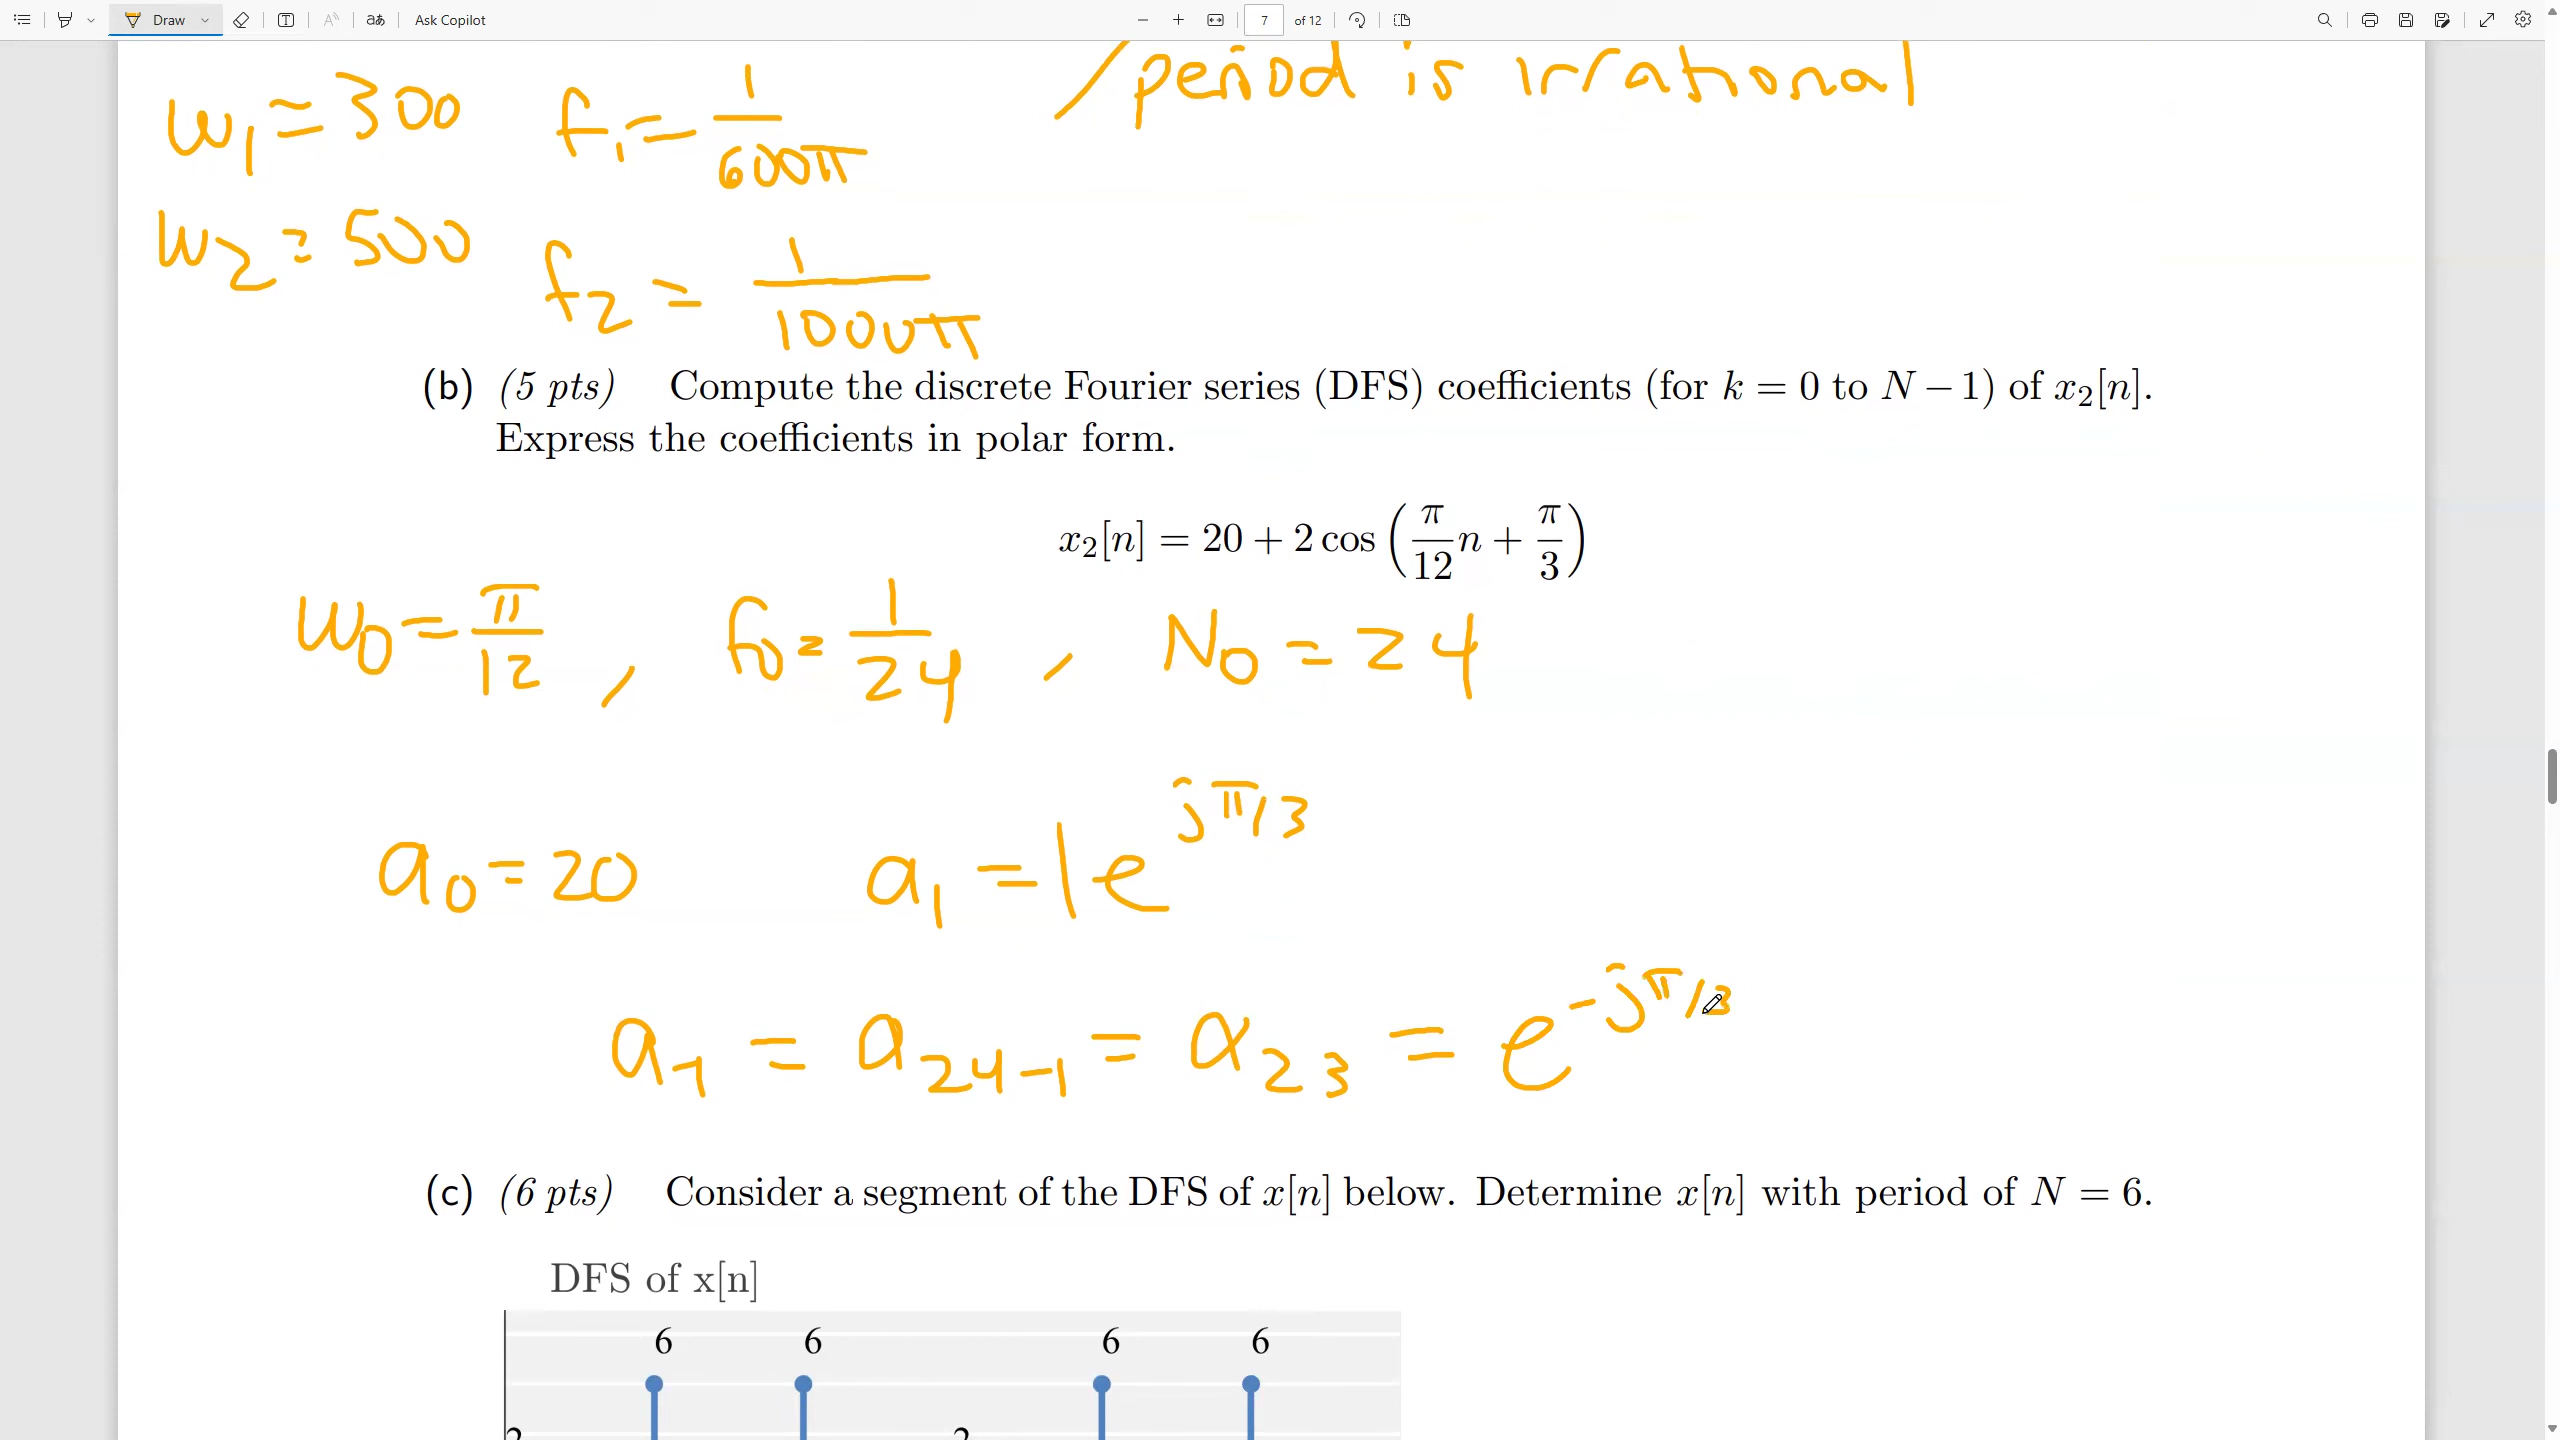 Draw Ask Copilot 7 of 12
/period is irrational
w₁ = 300 f₁ = 1/600π
w₂ = 500 f₂ = 1/1000π
(b) (5 pts) Compute the discrete Fourier series (DFS) coefficients (for k = 0 to N − 1) of x₂[n].
Express the coefficients in polar form.
x₂[n] = 20 + 2 cos(π/12 n + π/3)
w₀ = π/12 , f₀ = 1/24 , N₀ = 24
a₀ = 20 a₁ = 1e^(jπ/3)
a₋₁ = a₂₄₋₁ = a₂₃ = e^(-jπ/3)
(c) (6 pts) Consider a segment of the DFS of x[n] below. Determine x[n] with period of N = 6.
DFS of x[n]
6 6 6 6